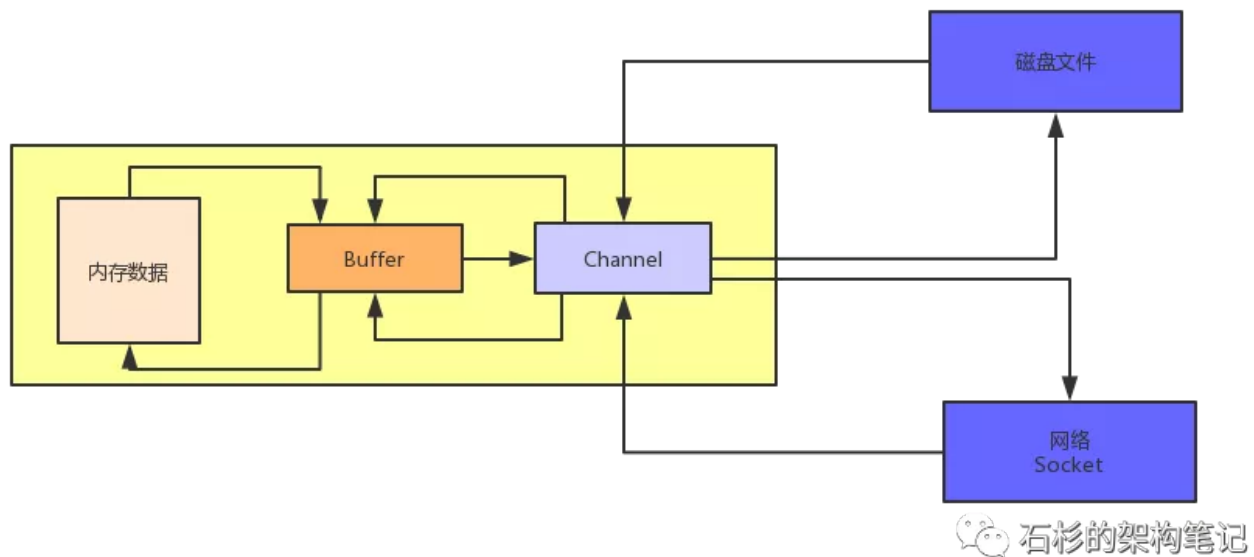 磁盘文件
内存数据
Buffer
Channel
网络
Socket
石杉的架构笔记